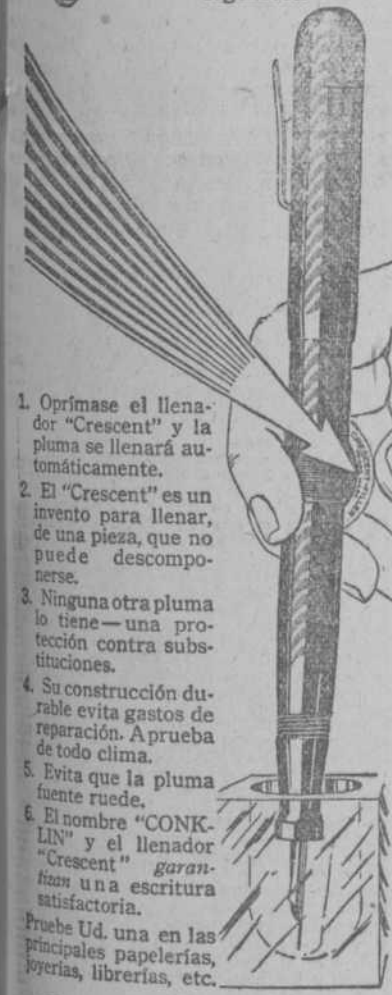 1. Oprímase el llena-
dor "Crescent" y la
pluma se llenará au-
tomáticamente.
2. El "Crescent" es un
invento para llenar,
de una pieza, que no
puede descompo-
nerse.
3. Ninguna otra pluma
lo tiene—una pro-
tección contra subs-
tituciones.
4. Su construcción du-
rable evita gastos de
reparación. A prueba
de todo clima.
5. Evita que la pluma
fuente ruede.
6. El nombre "CONK-
LIN" y el llenador
"Crescent" garan-
tizan una escritura
satisfactoria.
Pruebe Ud. una en las
principales papelerías,
joyerías, librerías, etc.